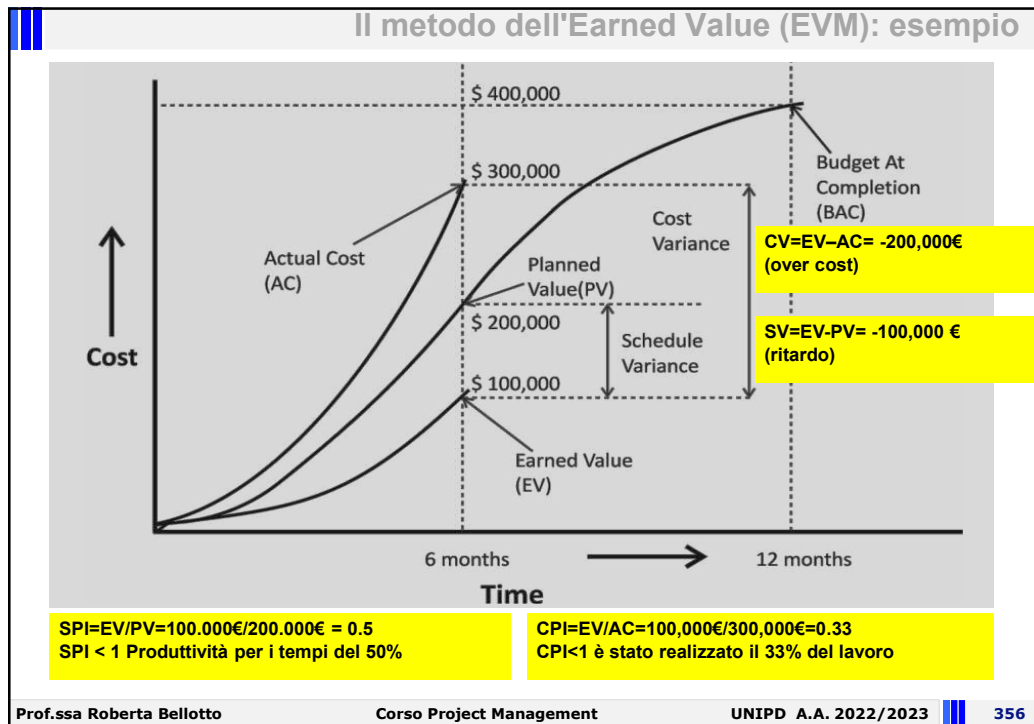 Il metodo dell'Earned Value (EVM): esempio
$ 400,000
$ 300,000
Budget At
Completion
(BAC)
Cost
Variance
CV=EV–AC= -200,000€
(over cost)
Actual Cost
(AC)
Planned
Value(PV)
$ 200,000
SV=EV-PV= -100,000 €
(ritardo)
Schedule
Variance
Cost
$ 100,000
Earned Value
(EV)
6 months
12 months
Time
SPI=EV/PV=100.000€/200.000€ = 0.5
SPI < 1 Produttività per i tempi del 50%
CPI=EV/AC=100,000€/300,000€=0.33
CPI<1 è stato realizzato il 33% del lavoro
Prof.ssa Roberta Bellotto Corso Project Management UNIPD A.A. 2022/2023 356